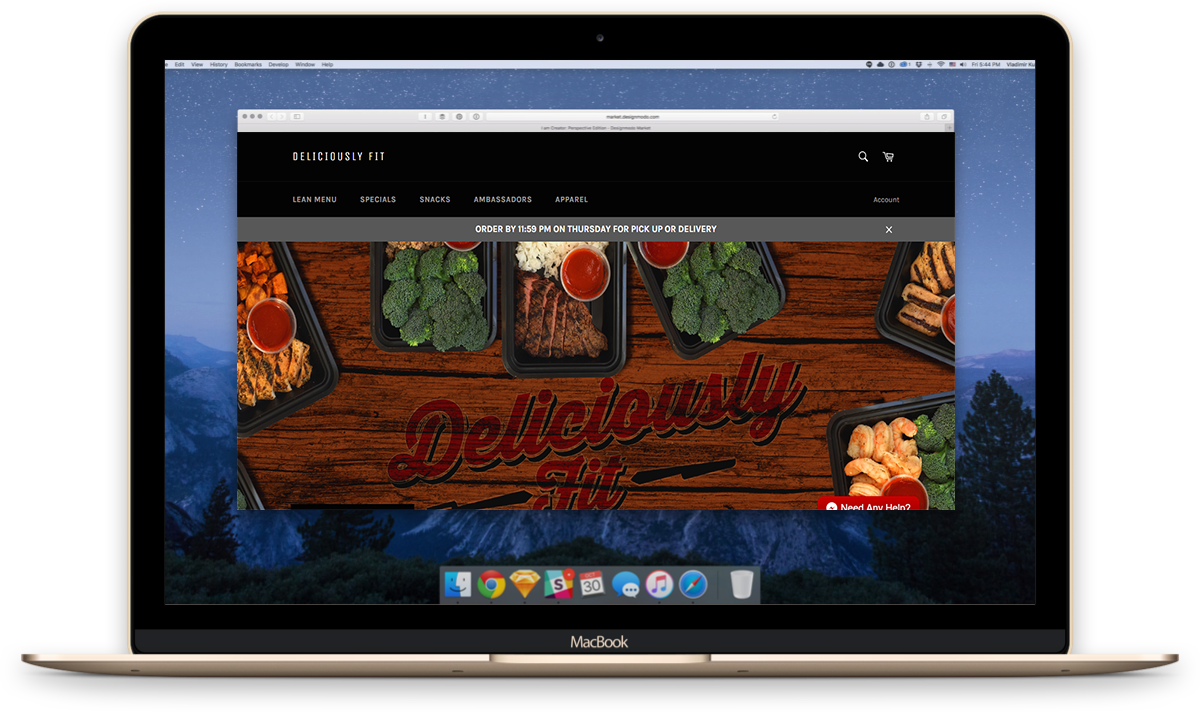 Edit View History Bookmarks Develop Window Help
Fri 5:44 PM Vladimir Ku
market.designmodo.com
I am Creator: Perspective Edition - Designmodo Market
DELICIOUSLY FIT
LEAN MENU SPECIALS SNACKS AMBASSADORS APPAREL Account
ORDER BY 11:59 PM ON THURSDAY FOR PICK UP OR DELIVERY
Deliciously
Fit
Need Any Help?
S
30
MacBook